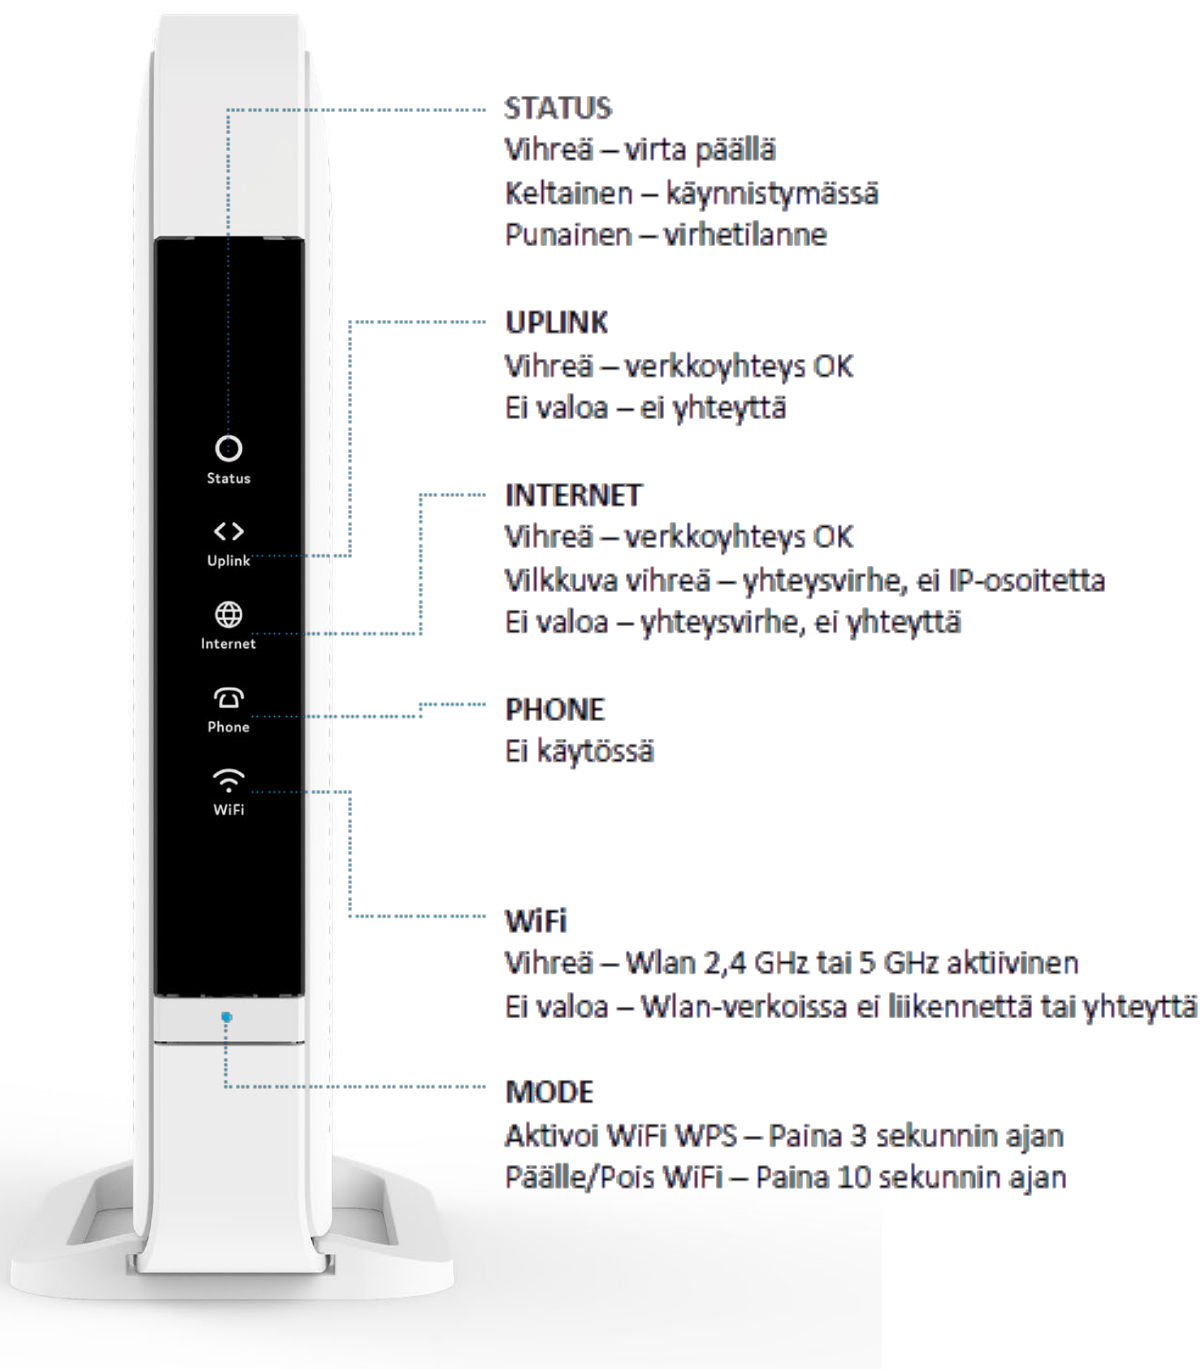 STATUS
Vihreä – virta päällä
Keltainen – käynnistymässä
Punainen – virhetilanne
UPLINK
Vihreä – verkkoyhteys OK
Ei valoa – ei yhteyttä
INTERNET
Vihreä – verkkoyhteys OK
Vilkkuva vihreä – yhteysvirhe, ei IP-osoitetta
Ei valoa – yhteysvirhe, ei yhteyttä
PHONE
Ei käytössä
WiFi
Vihreä – Wlan 2,4 GHz tai 5 GHz aktiivinen
Ei valoa – Wlan-verkoissa ei liikennettä tai yhteyttä
MODE
Aktivoi WiFi WPS – Paina 3 sekunnin ajan
Päälle/Pois WiFi – Paina 10 sekunnin ajan
Status
Uplink
Internet
Phone
WiFi